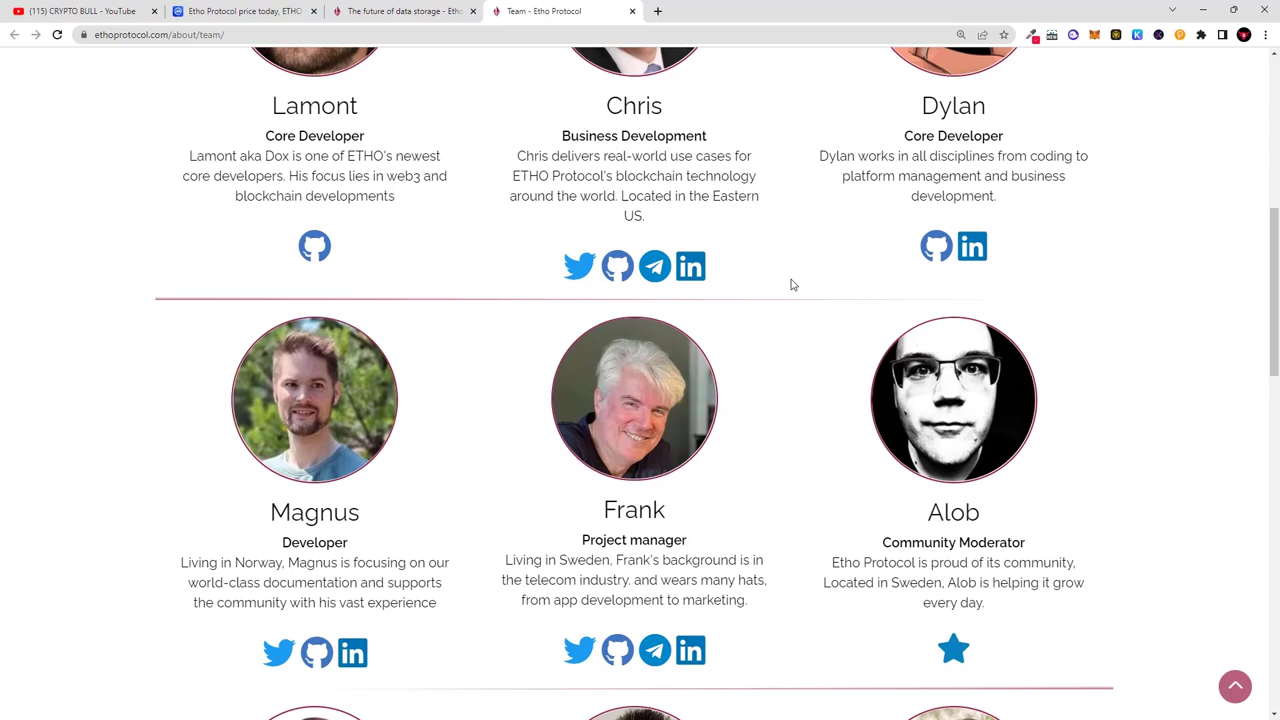 (115) CRYPTO BULL - YouTube
Etho Protocol price today, ETHO
The future of data storage - Etho
Team - Etho Protocol
ethoprotocol.com/about/team/
Lamont
Core Developer
Lamont aka Dox is one of ETHO's newest
core developers. His focus lies in web3 and
blockchain developments
Chris
Business Development
Chris delivers real-world use cases for
ETHO Protocol's blockchain technology
around the world. Located in the Eastern
US.
Dylan
Core Developer
Dylan works in all disciplines from coding to
platform management and business
development.
Magnus
Developer
Living in Norway, Magnus is focusing on our
world-class documentation and supports
the community with his vast experience
Frank
Project manager
Living in Sweden, Frank's background is in
the telecom industry. and wears many hats,
from app development to marketing.
Alob
Community Moderator
Etho Protocol is proud of its community,
Located in Sweden, Alob is helping it grow
every day.